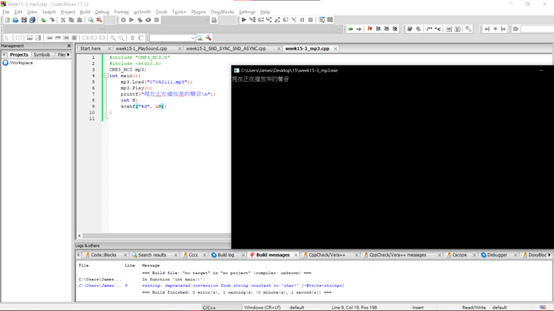 week15-3_mp3.cpp - Code::Blocks 17.12
File Edit View Search Project Build Debug Fortran wxSmith Tools Tools+ Plugins DoxyBlocks Settings Help
Management
Projects Symbols Files
Workspace
Start here week15-1_PlaySound.cpp week15-2_SND_SYNC_SND_ASYNC.cpp week15-3_mp3.cpp
1 #include "CMP3_MCI.h"
2 #include <stdio.h>
3 CMP3_MCI mp3;
4 int main(){
5 mp3.Load("07042111.mp3");
6 mp3.Play();
7 printf("現在正在播放羊的聲音\n");
8 int N;
9 scanf("%d", &N);
10 }
11
C:\Users\James\Desktop\15\week15-3_mp3.exe
現在正在播放羊的聲音
Logs & others
Code::Blocks Search results Cccc Build log Build messages CppCheck/Vera++ CppCheck/Vera++ messages Cscope Debugger DoxyBlocks
File Line Message
=== Build file: "no target" in "no project" (compiler: unknown) ===
C:\Users\James... In function 'int main()':
C:\Users\James... 5 warning: deprecated conversion from string constant to 'char*' [-Wwrite-strings]
=== Build finished: 0 error(s), 1 warning(s) (0 minute(s), 1 second(s)) ===
C/C++ Windows (CR+LF) default Line 9, Col 18, Pos 198 Insert Read/Write default